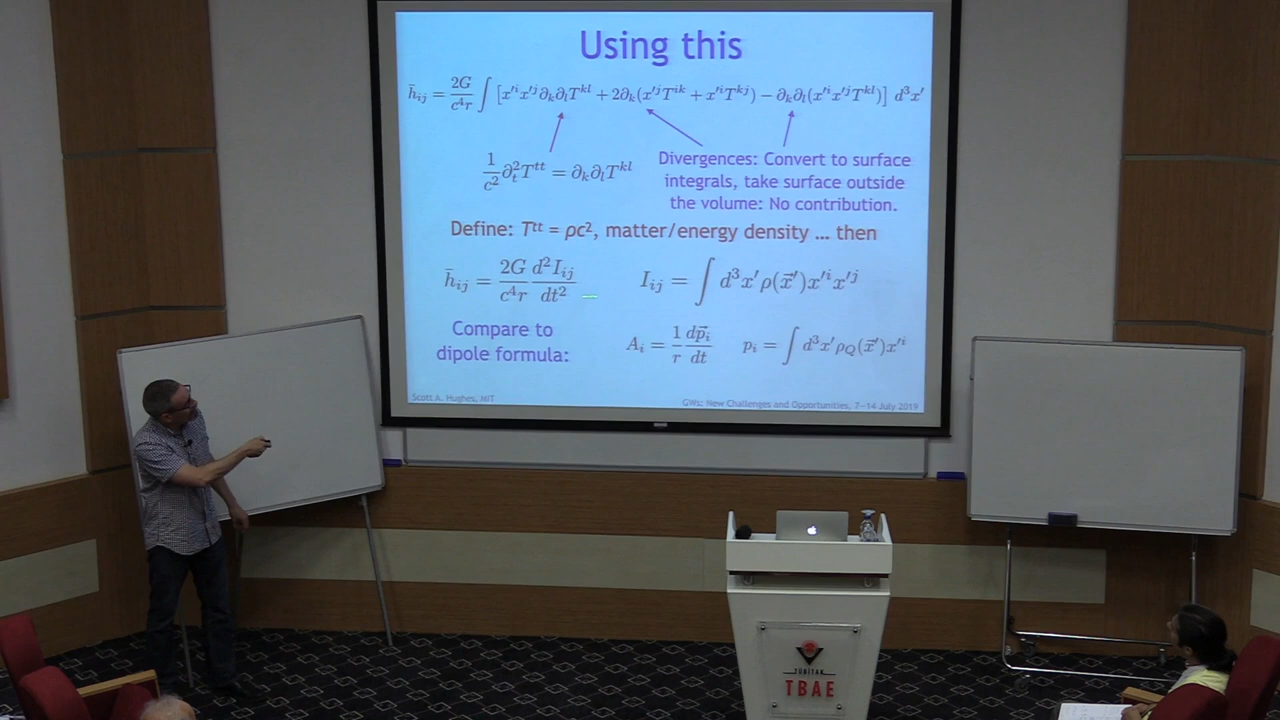 Using this
h̄ᵢⱼ = 2G/c⁴r ∫ [x′ⁱx′ʲ∂ₖ∂ₗTᵏˡ + 2∂ₖ(x′ʲTⁱᵏ + x′ⁱTᵏʲ) − ∂ₖ∂ₗ(x′ⁱx′ʲTᵏˡ)] d³x′
1/c² ∂ₜ²Tᵗᵗ = ∂ₖ∂ₗTᵏˡ
Divergences: Convert to surface
integrals, take surface outside
the volume: No contribution.
Define: Tᵗᵗ = ρc², matter/energy density ... then
h̄ᵢⱼ = 2G/c⁴r d²Iᵢⱼ/dt²
Iᵢⱼ = ∫ d³x′ρ(x⃗′)x′ⁱx′ʲ
Compare to
dipole formula:
Aᵢ = 1/r dp⃗ᵢ/dt
pᵢ = ∫ d³x′ρ_Q(x⃗′)x′ⁱ
Scott A. Hughes, MIT
GWs: New Challenges and Opportunities, 7–14 July 2019
TÜBİTAK
TBAE